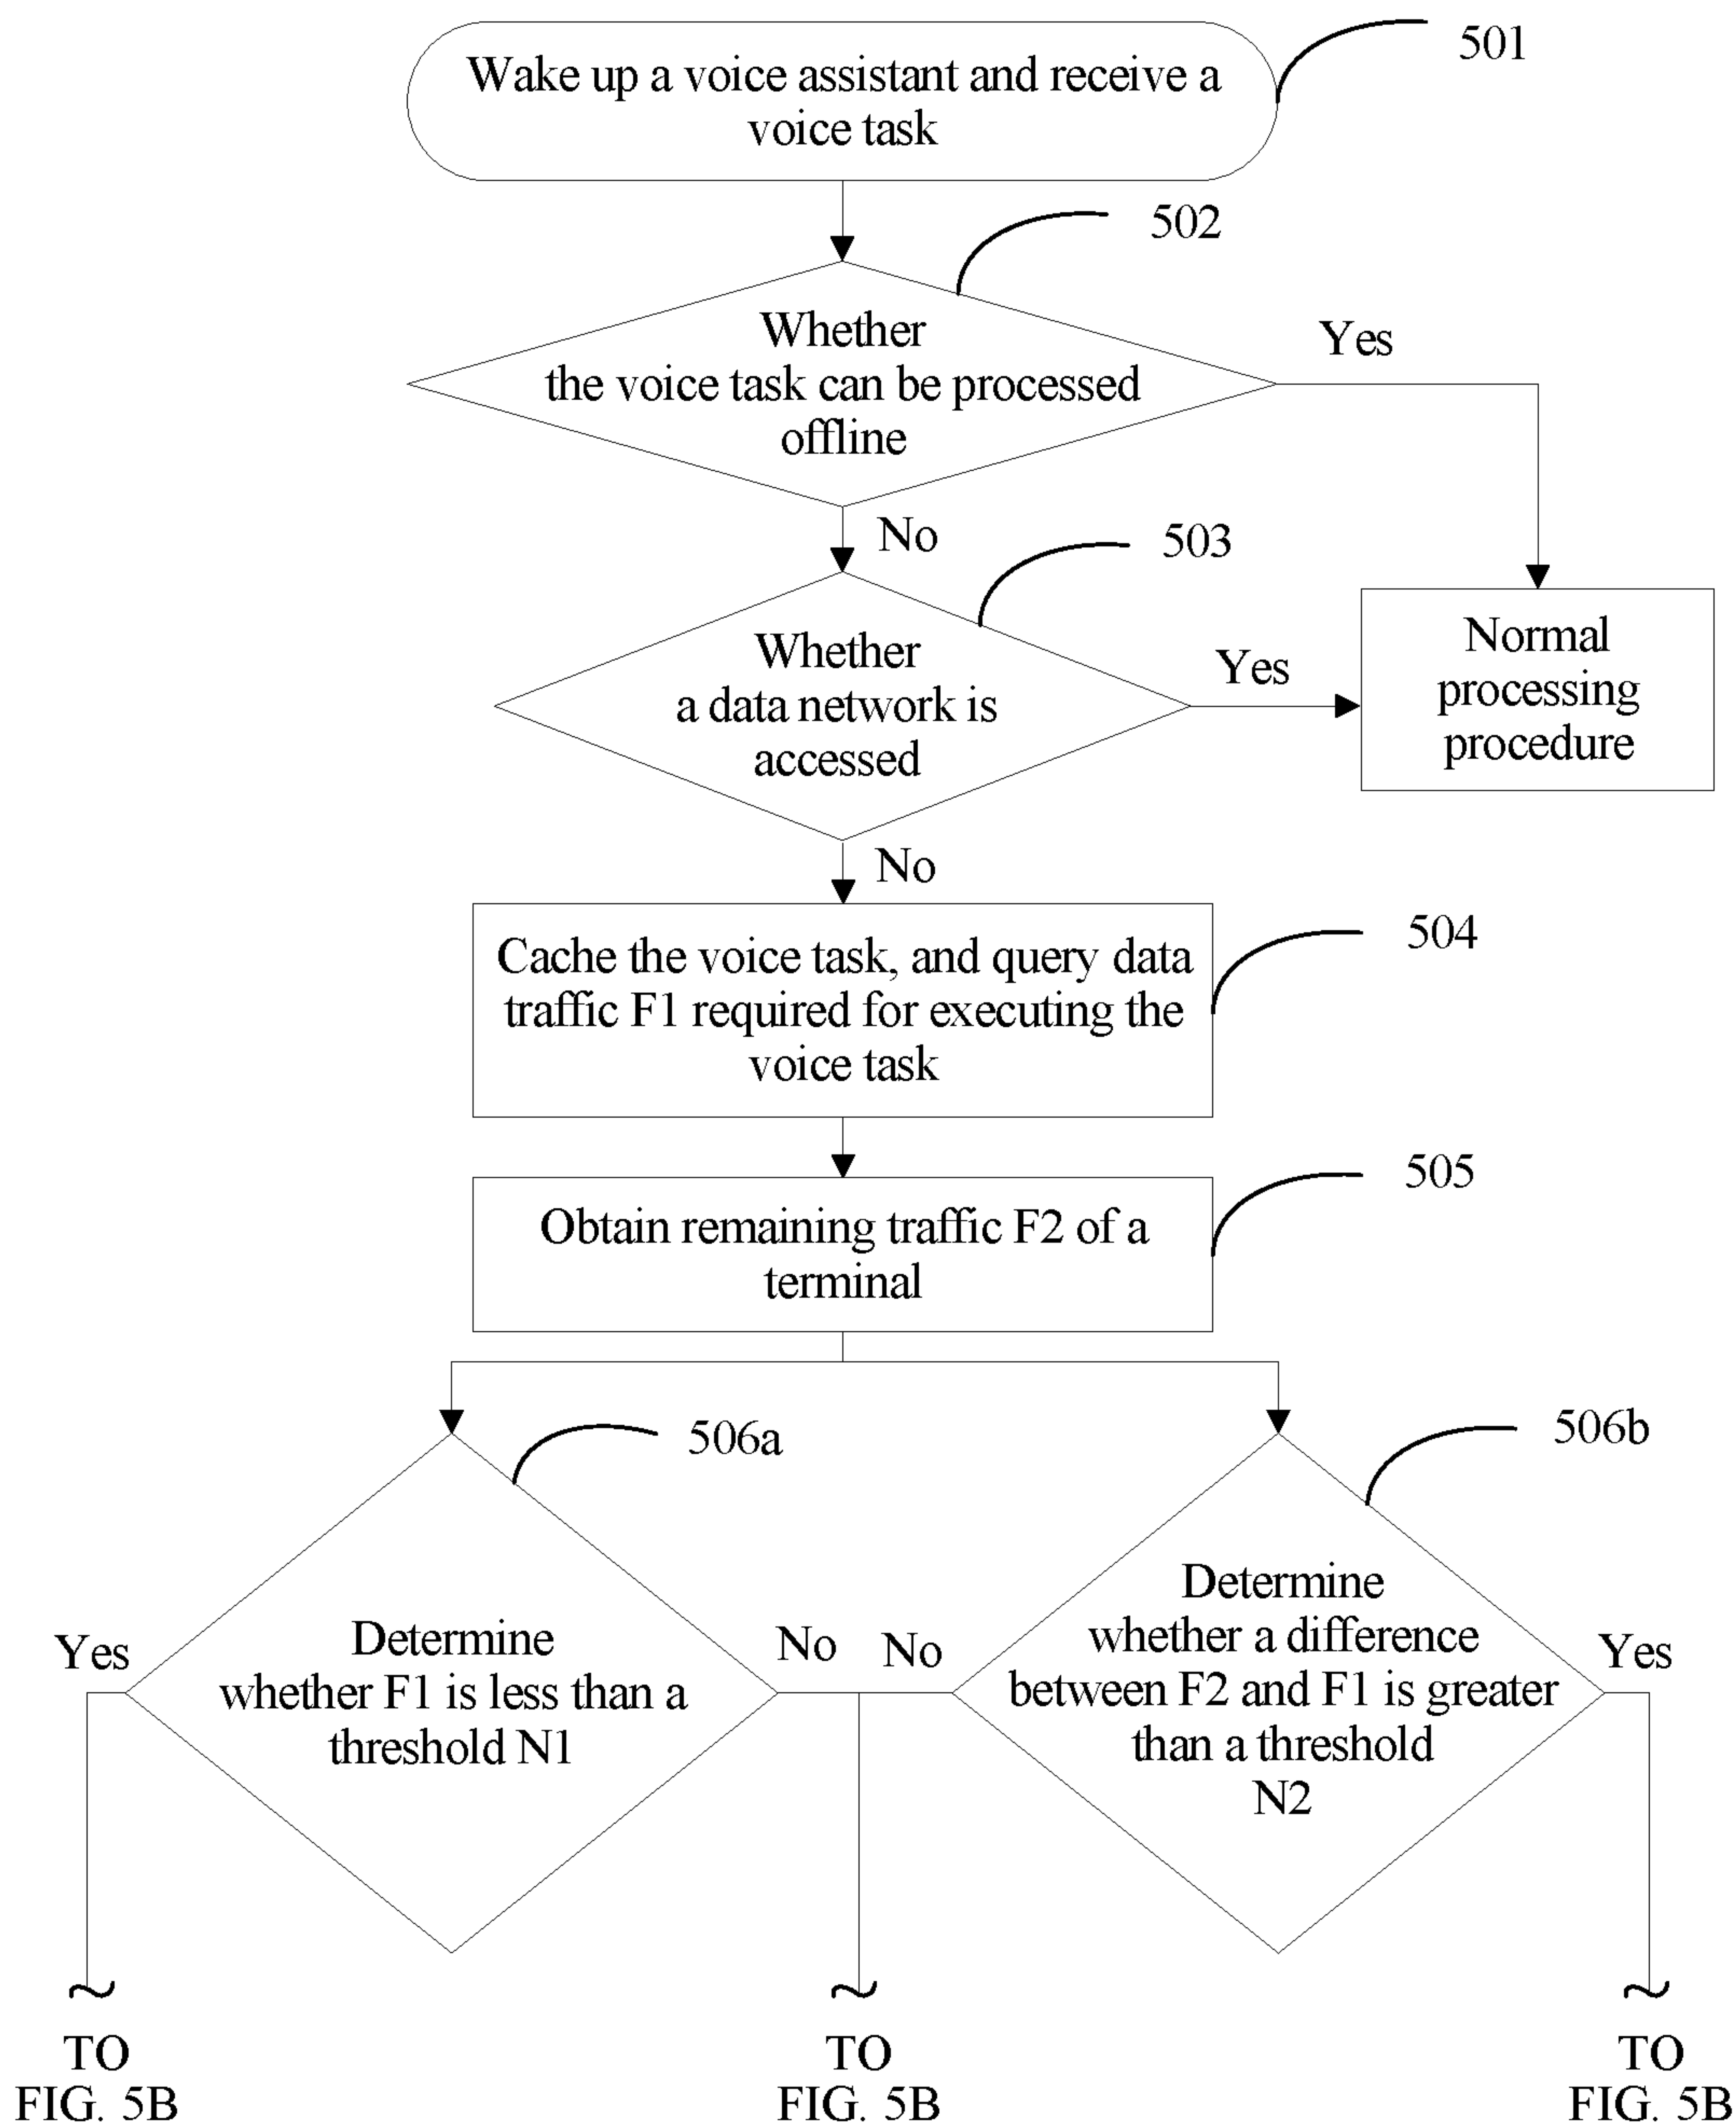 Wake up a voice assistant and receive a
voice task
501
502
Whether
the voice task can be processed
offline
Yes
No
503
Whether
a data network is
accessed
Yes
Normal
processing
procedure
No
504
Cache the voice task, and query data
traffic F1 required for executing the
voice task
505
Obtain remaining traffic F2 of a
terminal
506a
506b
Yes
Determine
whether F1 is less than a
threshold N1
No
No
Determine
whether a difference
between F2 and F1 is greater
than a threshold
N2
Yes
TO
FIG. 5B
TO
FIG. 5B
TO
FIG. 5B